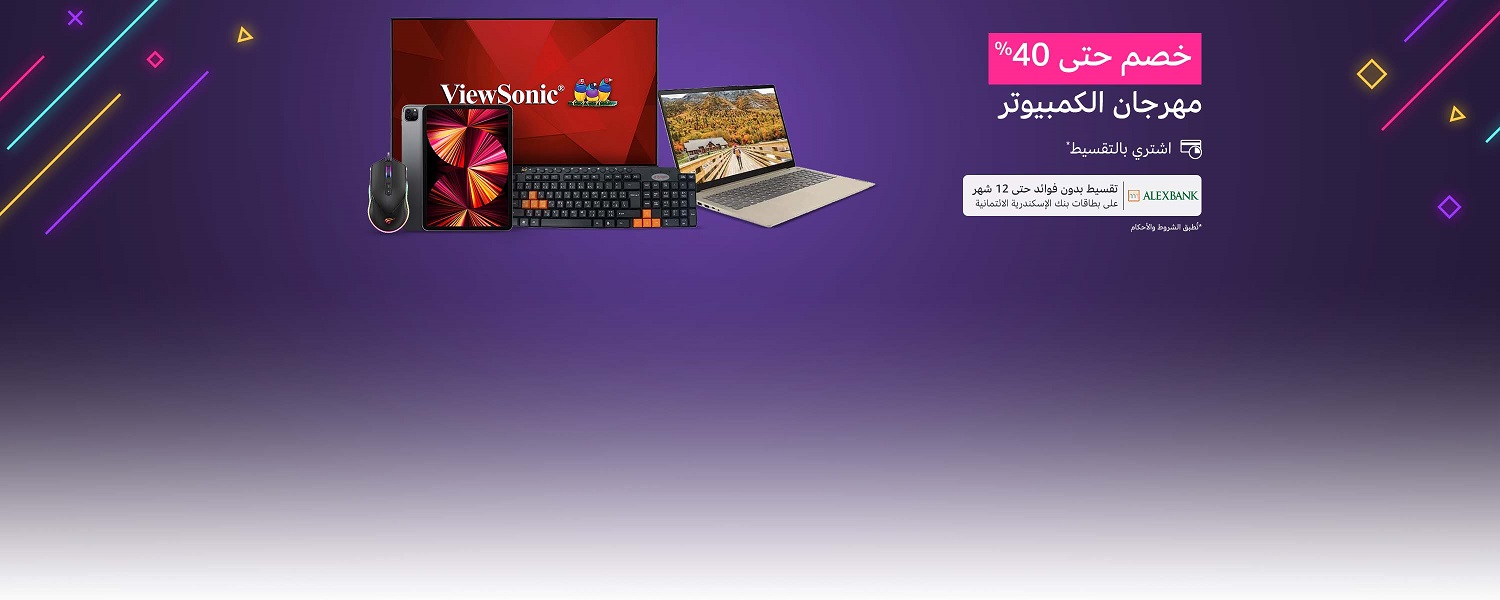 خصم حتى 40%
مهرجان الكمبيوتر
اشتري بالتقسيط*
ALEXBANK
تقسيط بدون فوائد حتى 12 شهر
على بطاقات بنك الإسكندرية الائتمانية
*تُطبق الشروط والأحكام
ViewSonic®